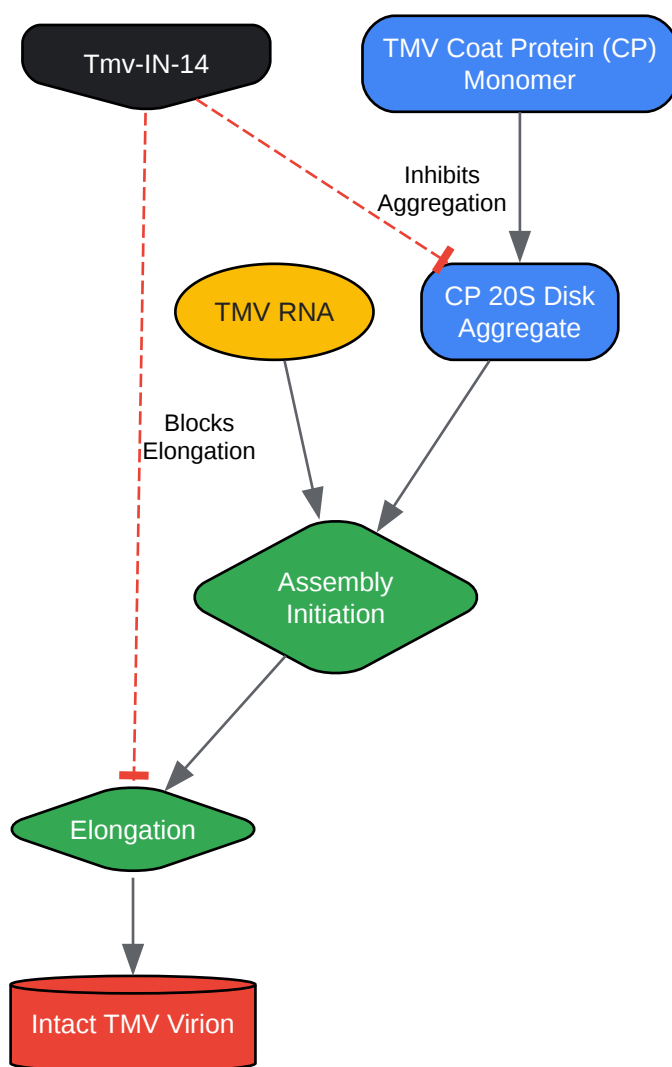 Tmv-IN-14
TMV Coat Protein (CP)
Monomer
Inhibits
Aggregation
TMV RNA
CP 20S Disk
Aggregate
Blocks
Elongation
Assembly
Initiation
Elongation
Intact TMV Virion